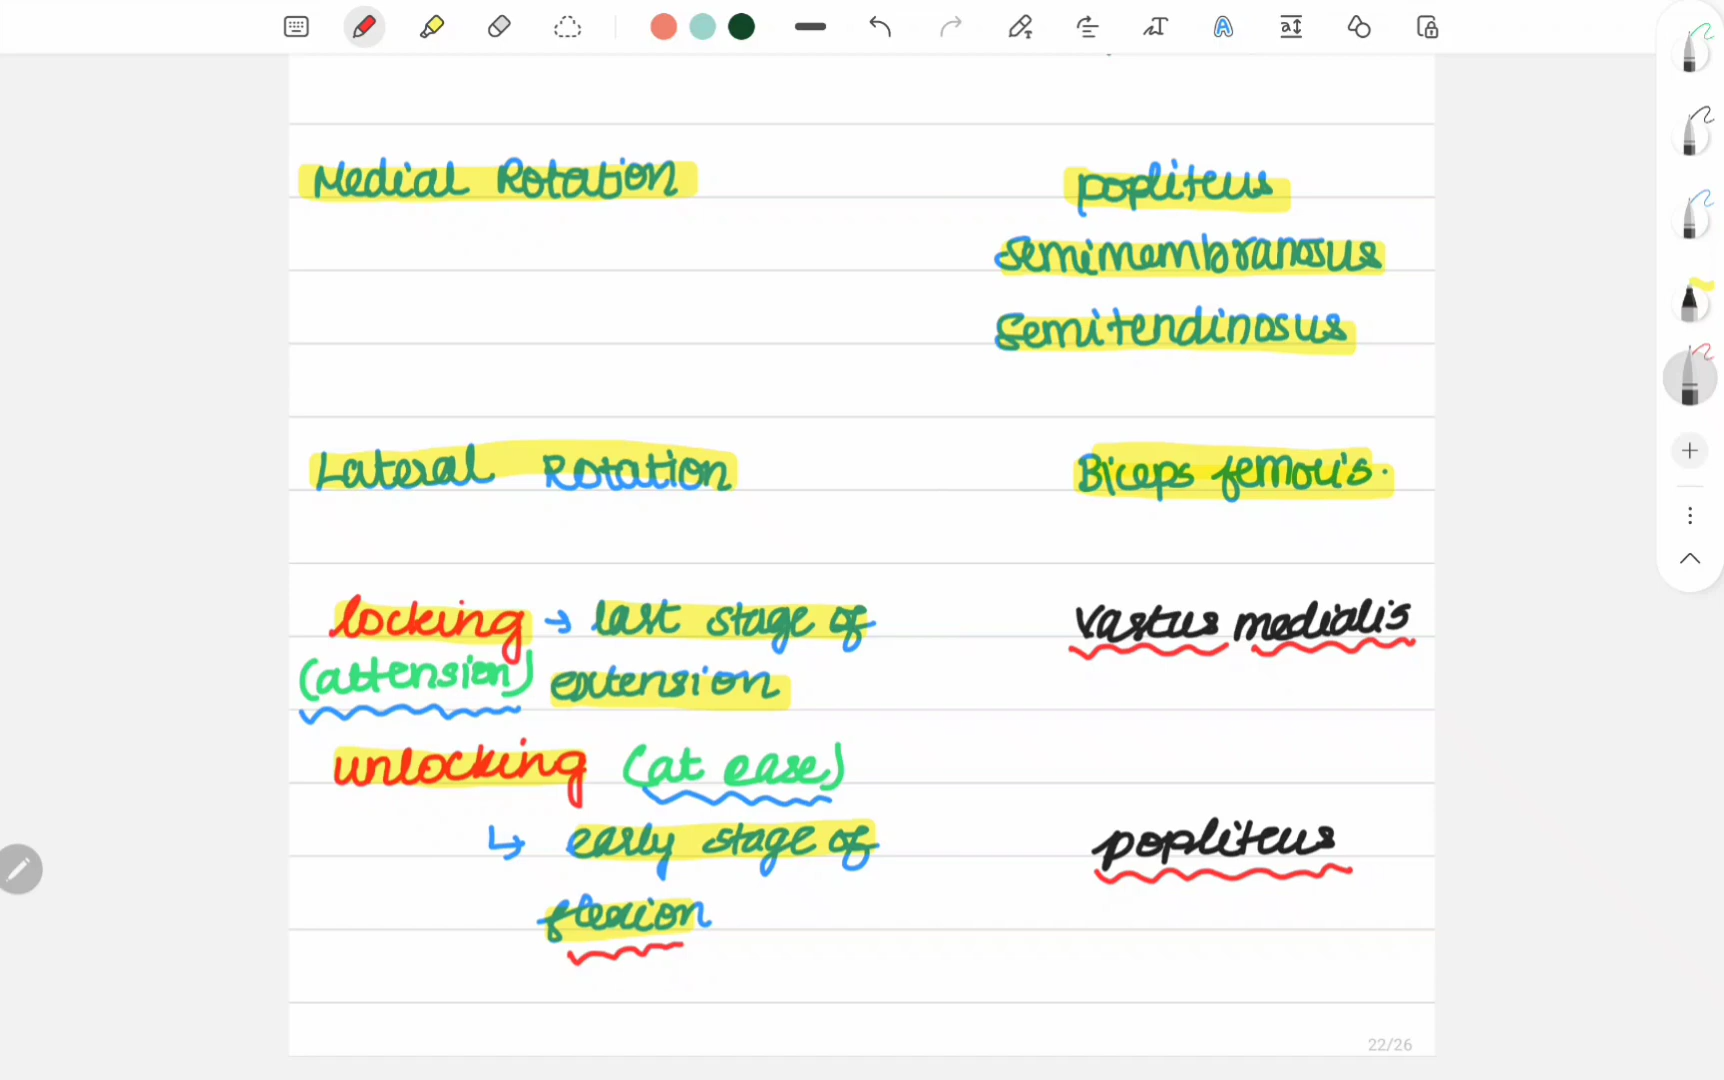 Medial Rotation popliteus
semimembranosus
semitendinosus
Lateral Rotation Biceps femoris.
locking → last stage of vastus medialis
(attension) extension
unlocking (at ease)
↳ early stage of popliteus
flexion
22/26